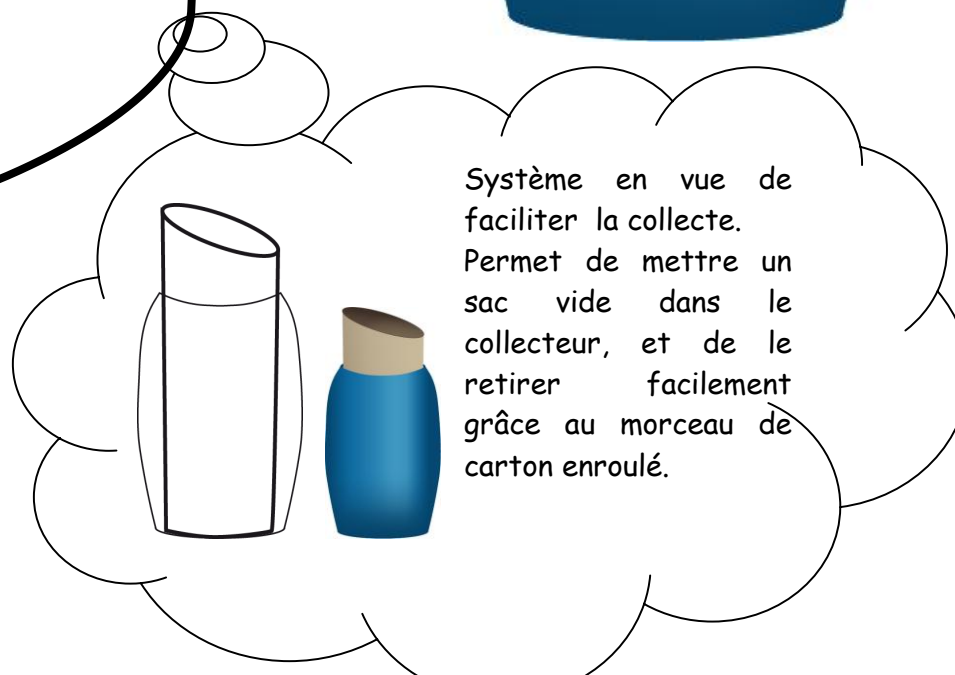 Système en vue de
faciliter la collecte.
Permet de mettre un
sac vide dans le
collecteur, et de le
retirer facilement
grâce au morceau de
carton enroulé.